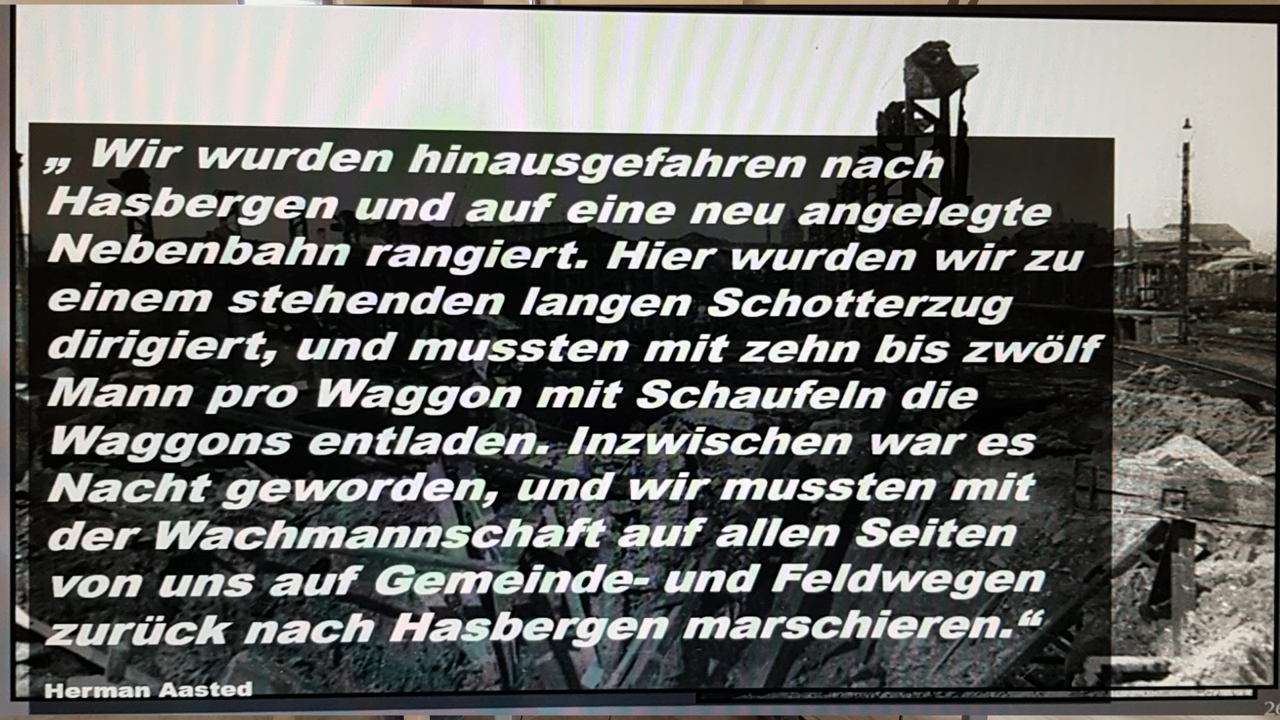 „ Wir wurden hinausgefahren nach
Hasbergen und auf eine neu angelegte
Nebenbahn rangiert. Hier wurden wir zu
einem stehenden langen Schotterzug
dirigiert, und mussten mit zehn bis zwölf
Mann pro Waggon mit Schaufeln die
Waggons entladen. Inzwischen war es
Nacht geworden, und wir mussten mit
der Wachmannschaft auf allen Seiten
von uns auf Gemeinde- und Feldwegen
zurück nach Hasbergen marschieren.“
Herman Aasted